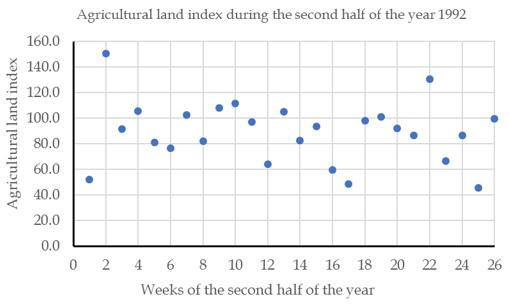 Agricultural land index during the second half of the year 1992
Agricultural land index
160.0
140.0
120.0
100.0
80.0
60.0
40.0
20.0
0.0
0 2 4 6 8 10 12 14 16 18 20 22 24 26
Weeks of the second half of the year